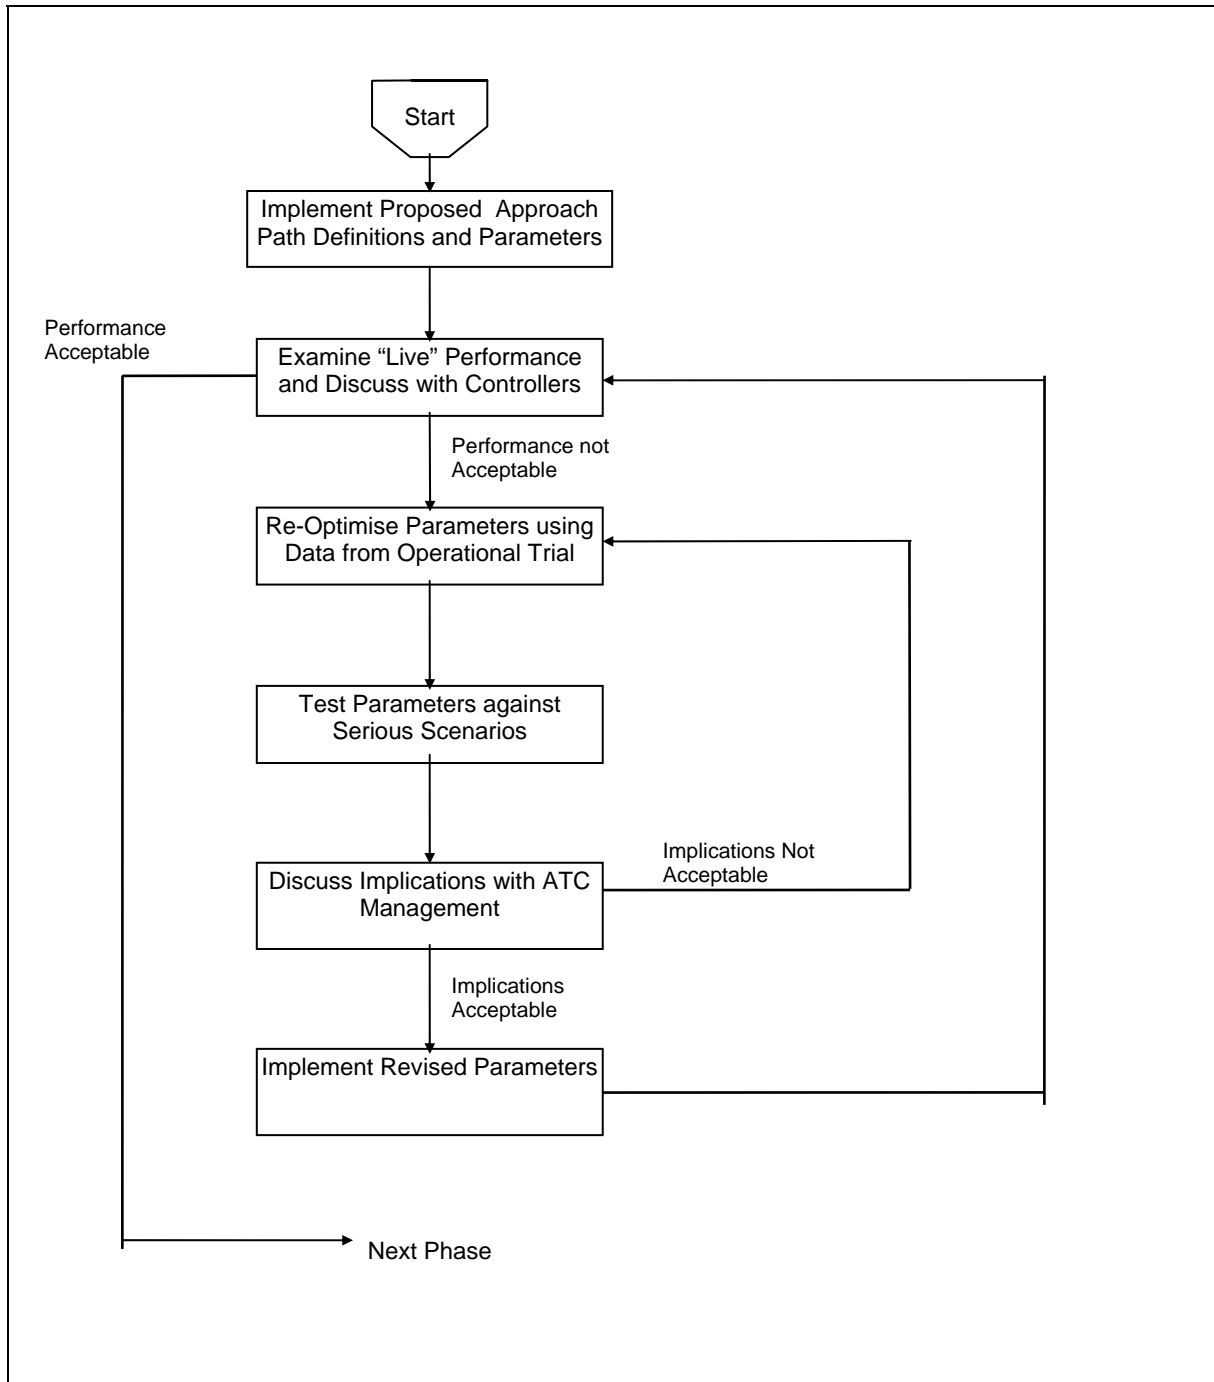 Start
Implement Proposed  Approach
Path Definitions and Parameters
Performance
Acceptable
Examine “Live” Performance
and Discuss with Controllers
Performance not
Acceptable
Re-Optimise Parameters using
Data from Operational Trial
Test Parameters against
Serious Scenarios
Discuss Implications with ATC
Management
Implications Not
Acceptable
Implications
Acceptable
Implement Revised Parameters
Next Phase